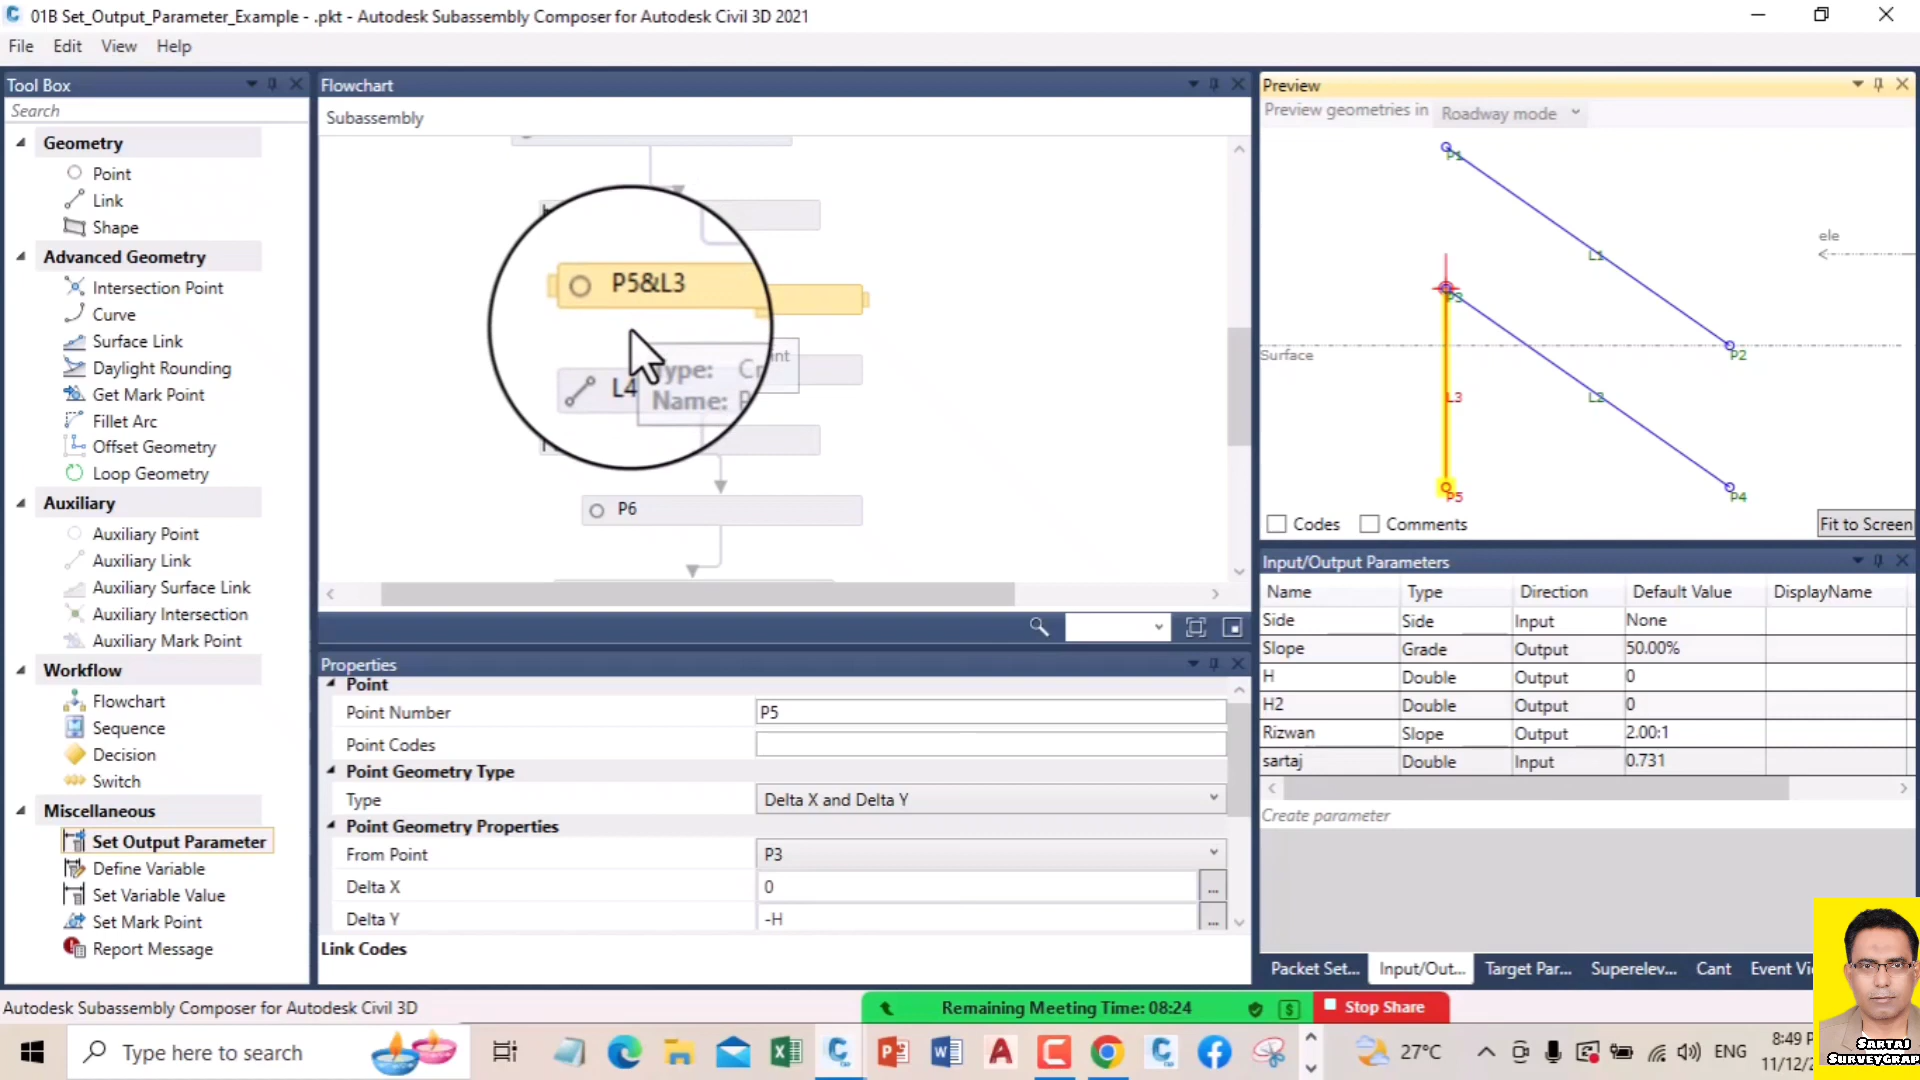 01B Set_Output_Parameter_Example - .pkt - Autodesk Subassembly Composer for Autodesk Civil 3D 2021
File Edit View Help
Tool Box
Search
Geometry
Point
Link
Shape
Advanced Geometry
Intersection Point
Curve
Surface Link
Daylight Rounding
Get Mark Point
Fillet Arc
Offset Geometry
Loop Geometry
Auxiliary
Auxiliary Point
Auxiliary Link
Auxiliary Surface Link
Auxiliary Intersection
Auxiliary Mark Point
Workflow
Flowchart
Sequence
Decision
Switch
Miscellaneous
Set Output Parameter
Define Variable
Set Variable Value
Set Mark Point
Report Message
Flowchart
Subassembly
P5&L3
L4
Name:
P6
Properties
Point
Point Number P5
Point Codes
Point Geometry Type
Type Delta X and Delta Y
Point Geometry Properties
From Point P3
Delta X 0 ...
Delta Y -H ...
Link Codes
Preview
Preview geometries in Roadway mode
P1
ele
L1
P3
Surface
P2
L3 L2
P5 P4
Codes Comments Fit to Screen
Input/Output Parameters
Name Type Direction Default Value DisplayName
Side Side Input None
Slope Grade Output 50.00%
H Double Output 0
H2 Double Output 0
Rizwan Slope Output 2.00:1
sartaj Double Input 0.731
Create parameter
Packet Set... Input/Out... Target Par... Superelev... Cant Event Vi
Autodesk Subassembly Composer for Autodesk Civil 3D
Remaining Meeting Time: 08:24
Stop Share
Type here to search
27°C
ENG
8:49 P
11/12/2
SARTAJ
SURVEYGRAP